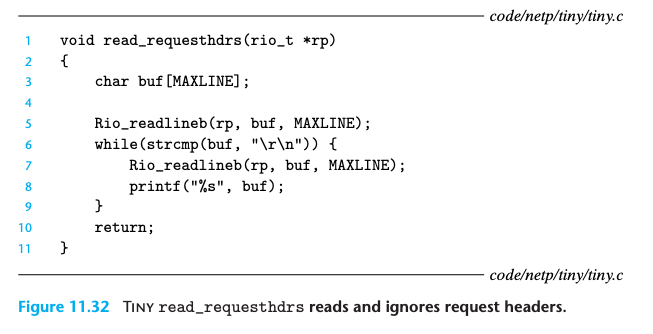 code/netp/tiny/tiny.c
1 void read_requesthdrs(rio_t *rp)
2 {
3     char buf[MAXLINE];
4
5     Rio_readlineb(rp, buf, MAXLINE);
6     while(strcmp(buf, "\r\n")) {
7         Rio_readlineb(rp, buf, MAXLINE);
8         printf("%s", buf);
9     }
10     return;
11 }
code/netp/tiny/tiny.c
Figure 11.32 TINY read_requesthdrs reads and ignores request headers.